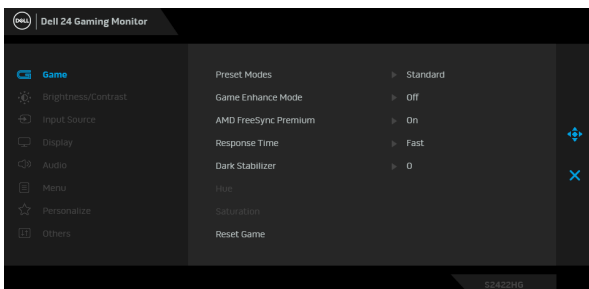 DELL
Dell 24 Gaming Monitor
Game
Brightness/Contrast
Input Source
Display
Audio
Menu
Personalize
Others
Preset Modes Standard
Game Enhance Mode Off
AMD FreeSync Premium On
Response Time Fast
Dark Stabilizer 0
Hue
Saturation
Reset Game
S2422HG